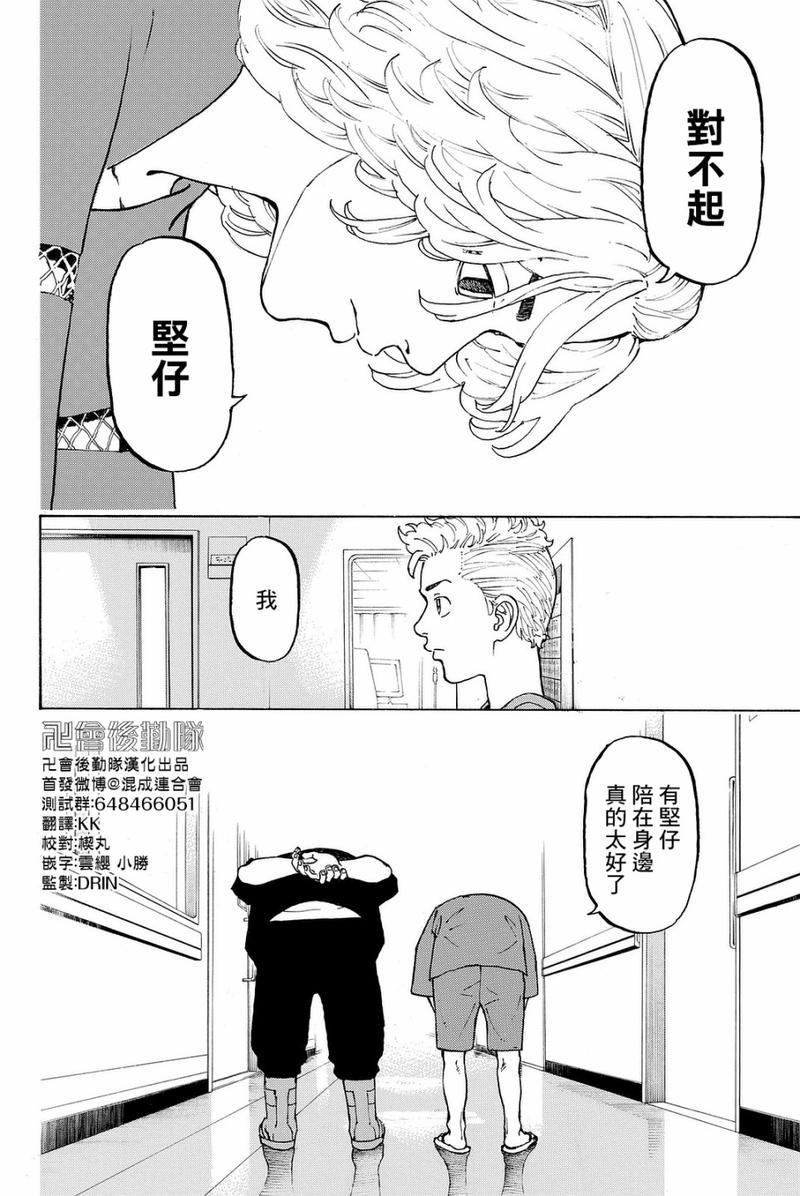 對不起
堅仔
我
有堅仔
陪在身邊
真的太好了
卍會後勤隊
卍會後勤隊漢化出品
首發微博@混成連合會
測試群:648466051
翻譯:KK
校對:楔丸
嵌字:雲纓 小勝
監製:DRIN